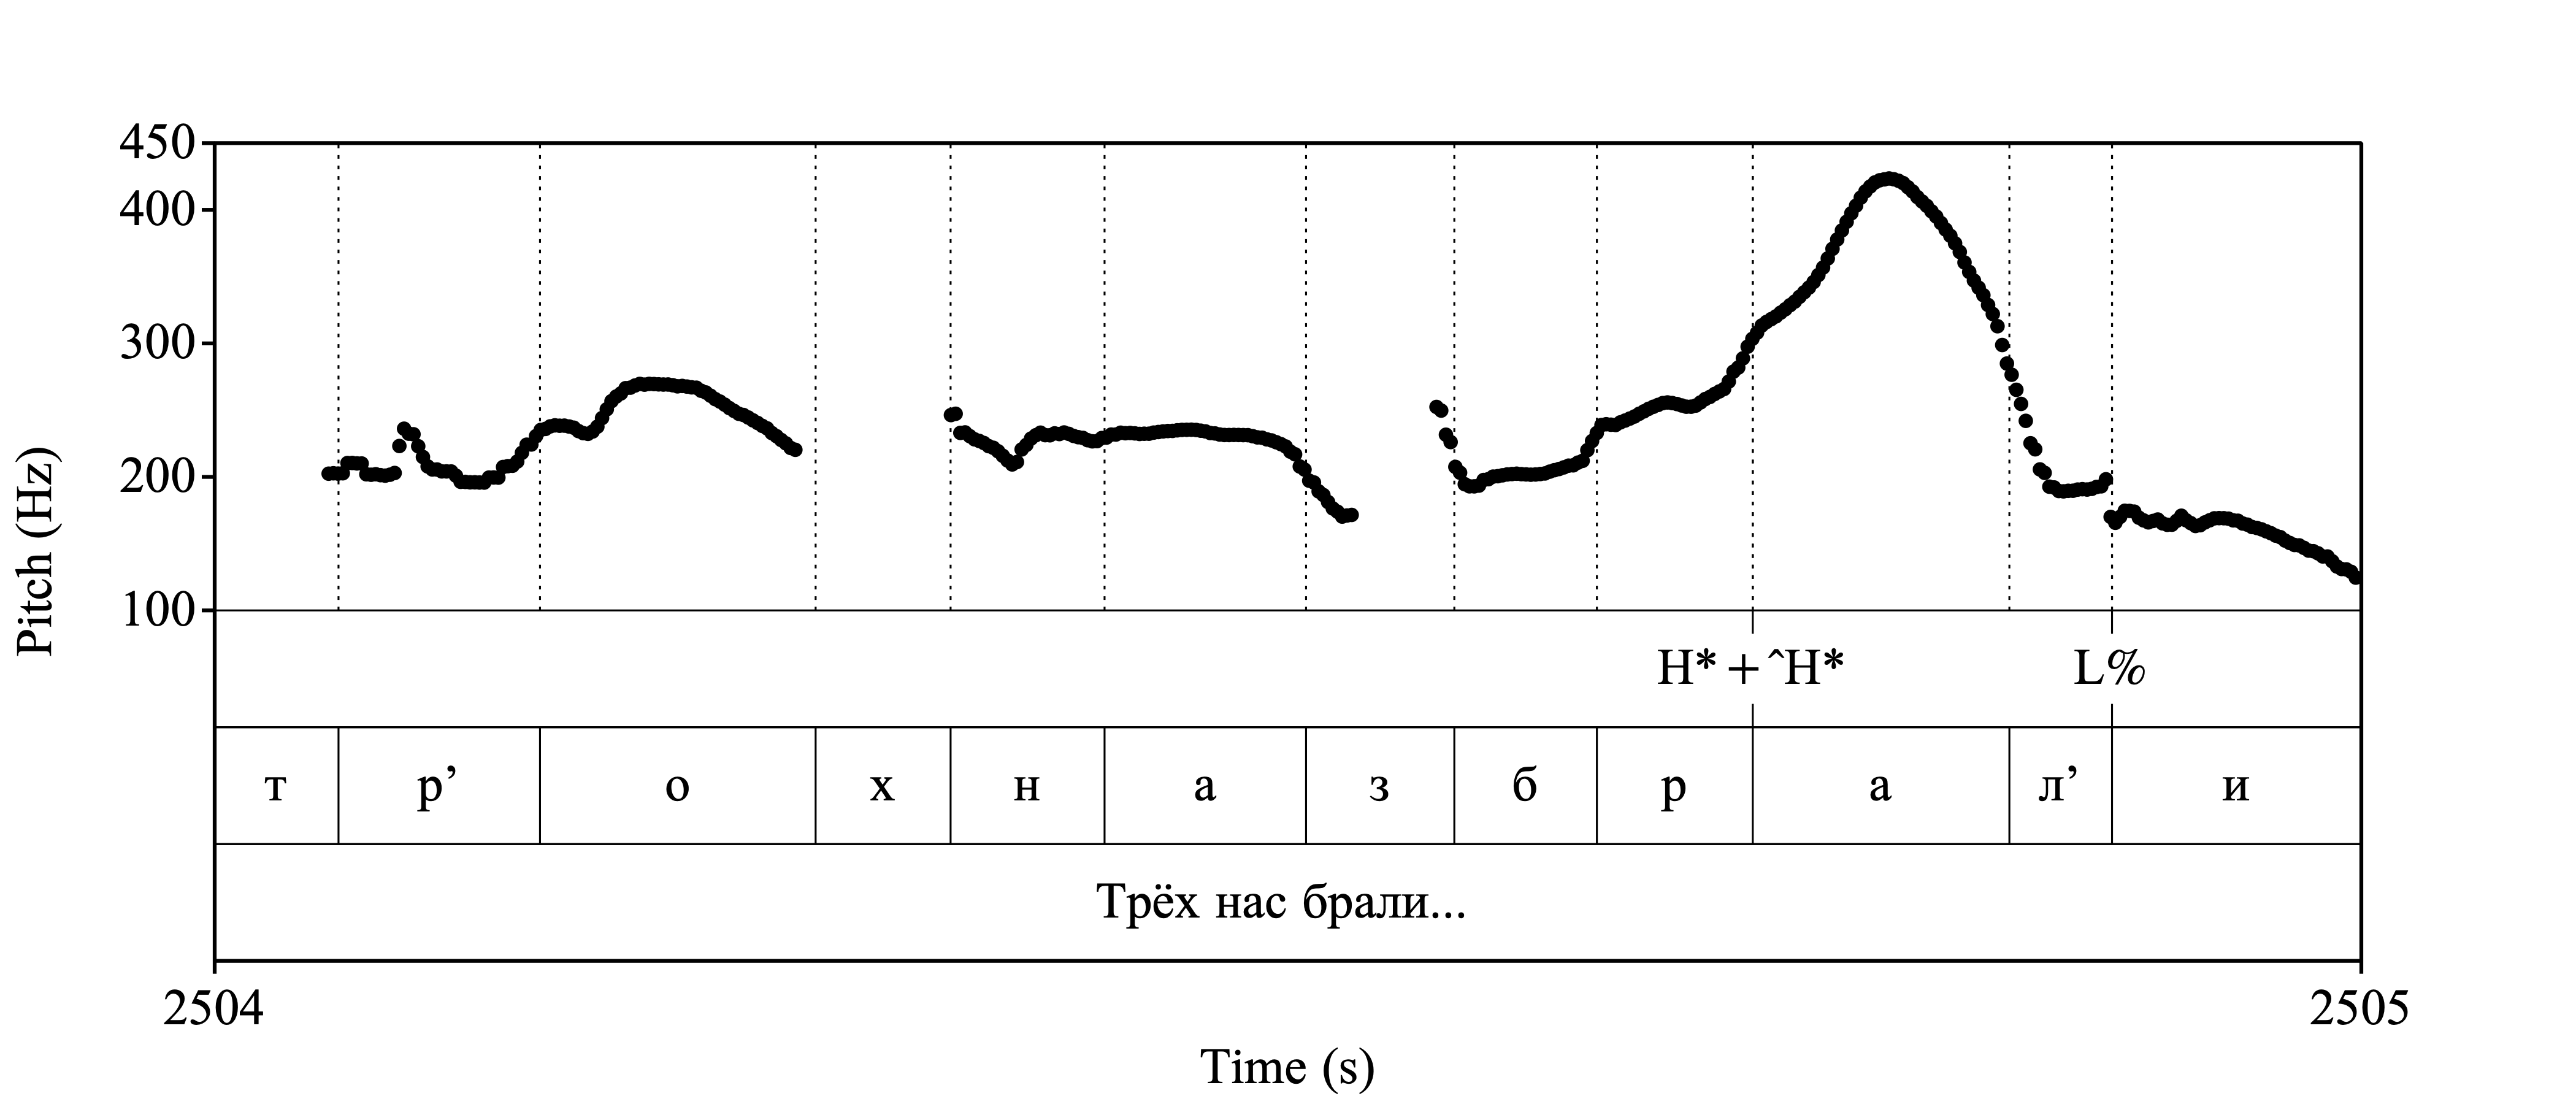 450
400
300
200
100
Pitch (Hz)
H* + ˆH* L%
т р’ о х н а з б р а л’ и
Трёх нас брали...
2504 2505
Time (s)